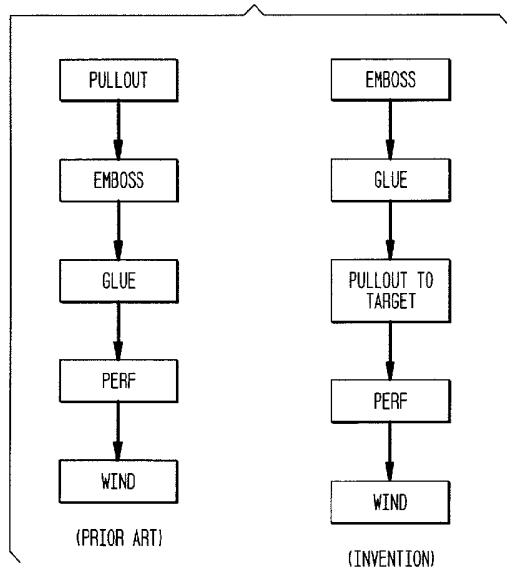 PULLOUT
EMBOSS
GLUE
PERF
WIND
(PRIOR ART)
EMBOSS
GLUE
PULLOUT TO
TARGET
PERF
WIND
(INVENTION)